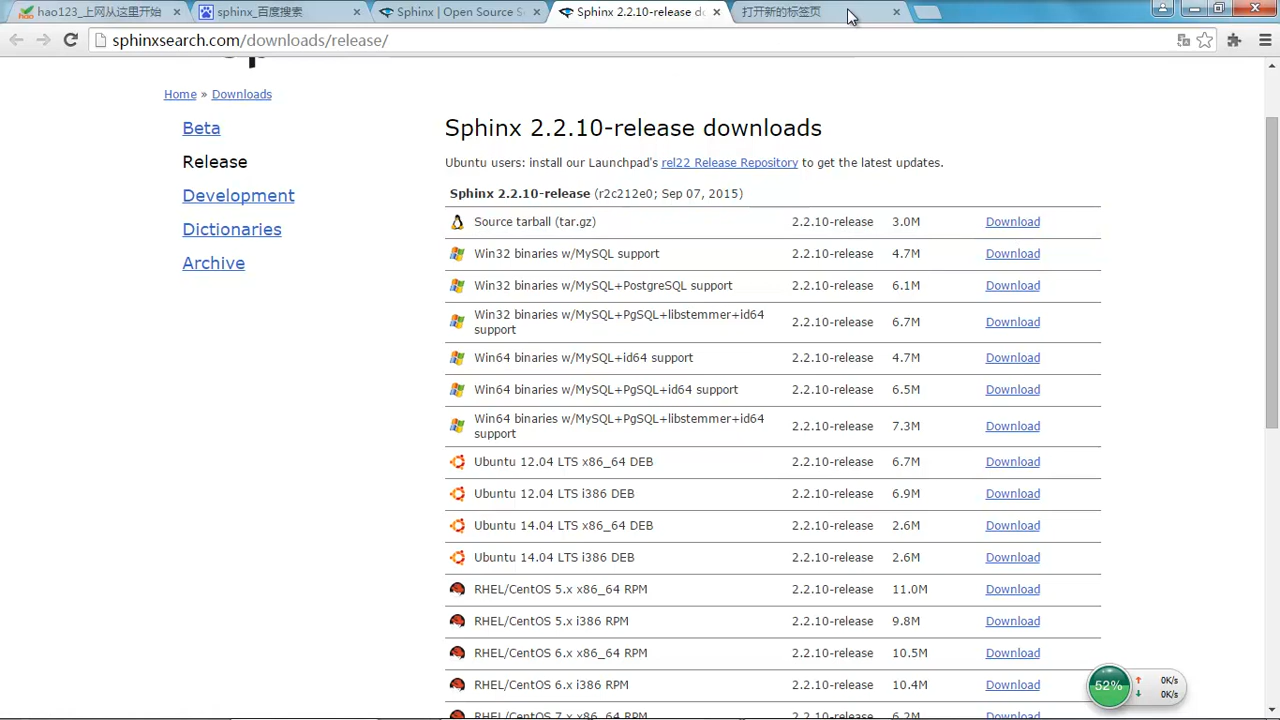 hao123_上网从这里开始
sphinx_百度搜索
Sphinx | Open Source S
Sphinx 2.2.10-release do
打开新的标签页
sphinxsearch.com/downloads/release/
Home » Downloads
Beta
Release
Development
Dictionaries
Archive
Sphinx 2.2.10-release downloads
Ubuntu users: install our Launchpad's rel22 Release Repository to get the latest updates.
Sphinx 2.2.10-release (r2c212e0; Sep 07, 2015)
Source tarball (tar.gz) 2.2.10-release 3.0M Download
Win32 binaries w/MySQL support 2.2.10-release 4.7M Download
Win32 binaries w/MySQL+PostgreSQL support 2.2.10-release 6.1M Download
Win32 binaries w/MySQL+PgSQL+libstemmer+id64
support 2.2.10-release 6.7M Download
Win64 binaries w/MySQL+id64 support 2.2.10-release 4.7M Download
Win64 binaries w/MySQL+PgSQL+id64 support 2.2.10-release 6.5M Download
Win64 binaries w/MySQL+PgSQL+libstemmer+id64
support 2.2.10-release 7.3M Download
Ubuntu 12.04 LTS x86_64 DEB 2.2.10-release 6.7M Download
Ubuntu 12.04 LTS i386 DEB 2.2.10-release 6.9M Download
Ubuntu 14.04 LTS x86_64 DEB 2.2.10-release 2.6M Download
Ubuntu 14.04 LTS i386 DEB 2.2.10-release 2.6M Download
RHEL/CentOS 5.x x86_64 RPM 2.2.10-release 11.0M Download
RHEL/CentOS 5.x i386 RPM 2.2.10-release 9.8M Download
RHEL/CentOS 6.x x86_64 RPM 2.2.10-release 10.5M Download
RHEL/CentOS 6.x i386 RPM 2.2.10-release 10.4M Download
RHEL/CentOS 7.x x86_64 RPM 2.2.10-release 6.2M Download
52%
0K/s
0K/s